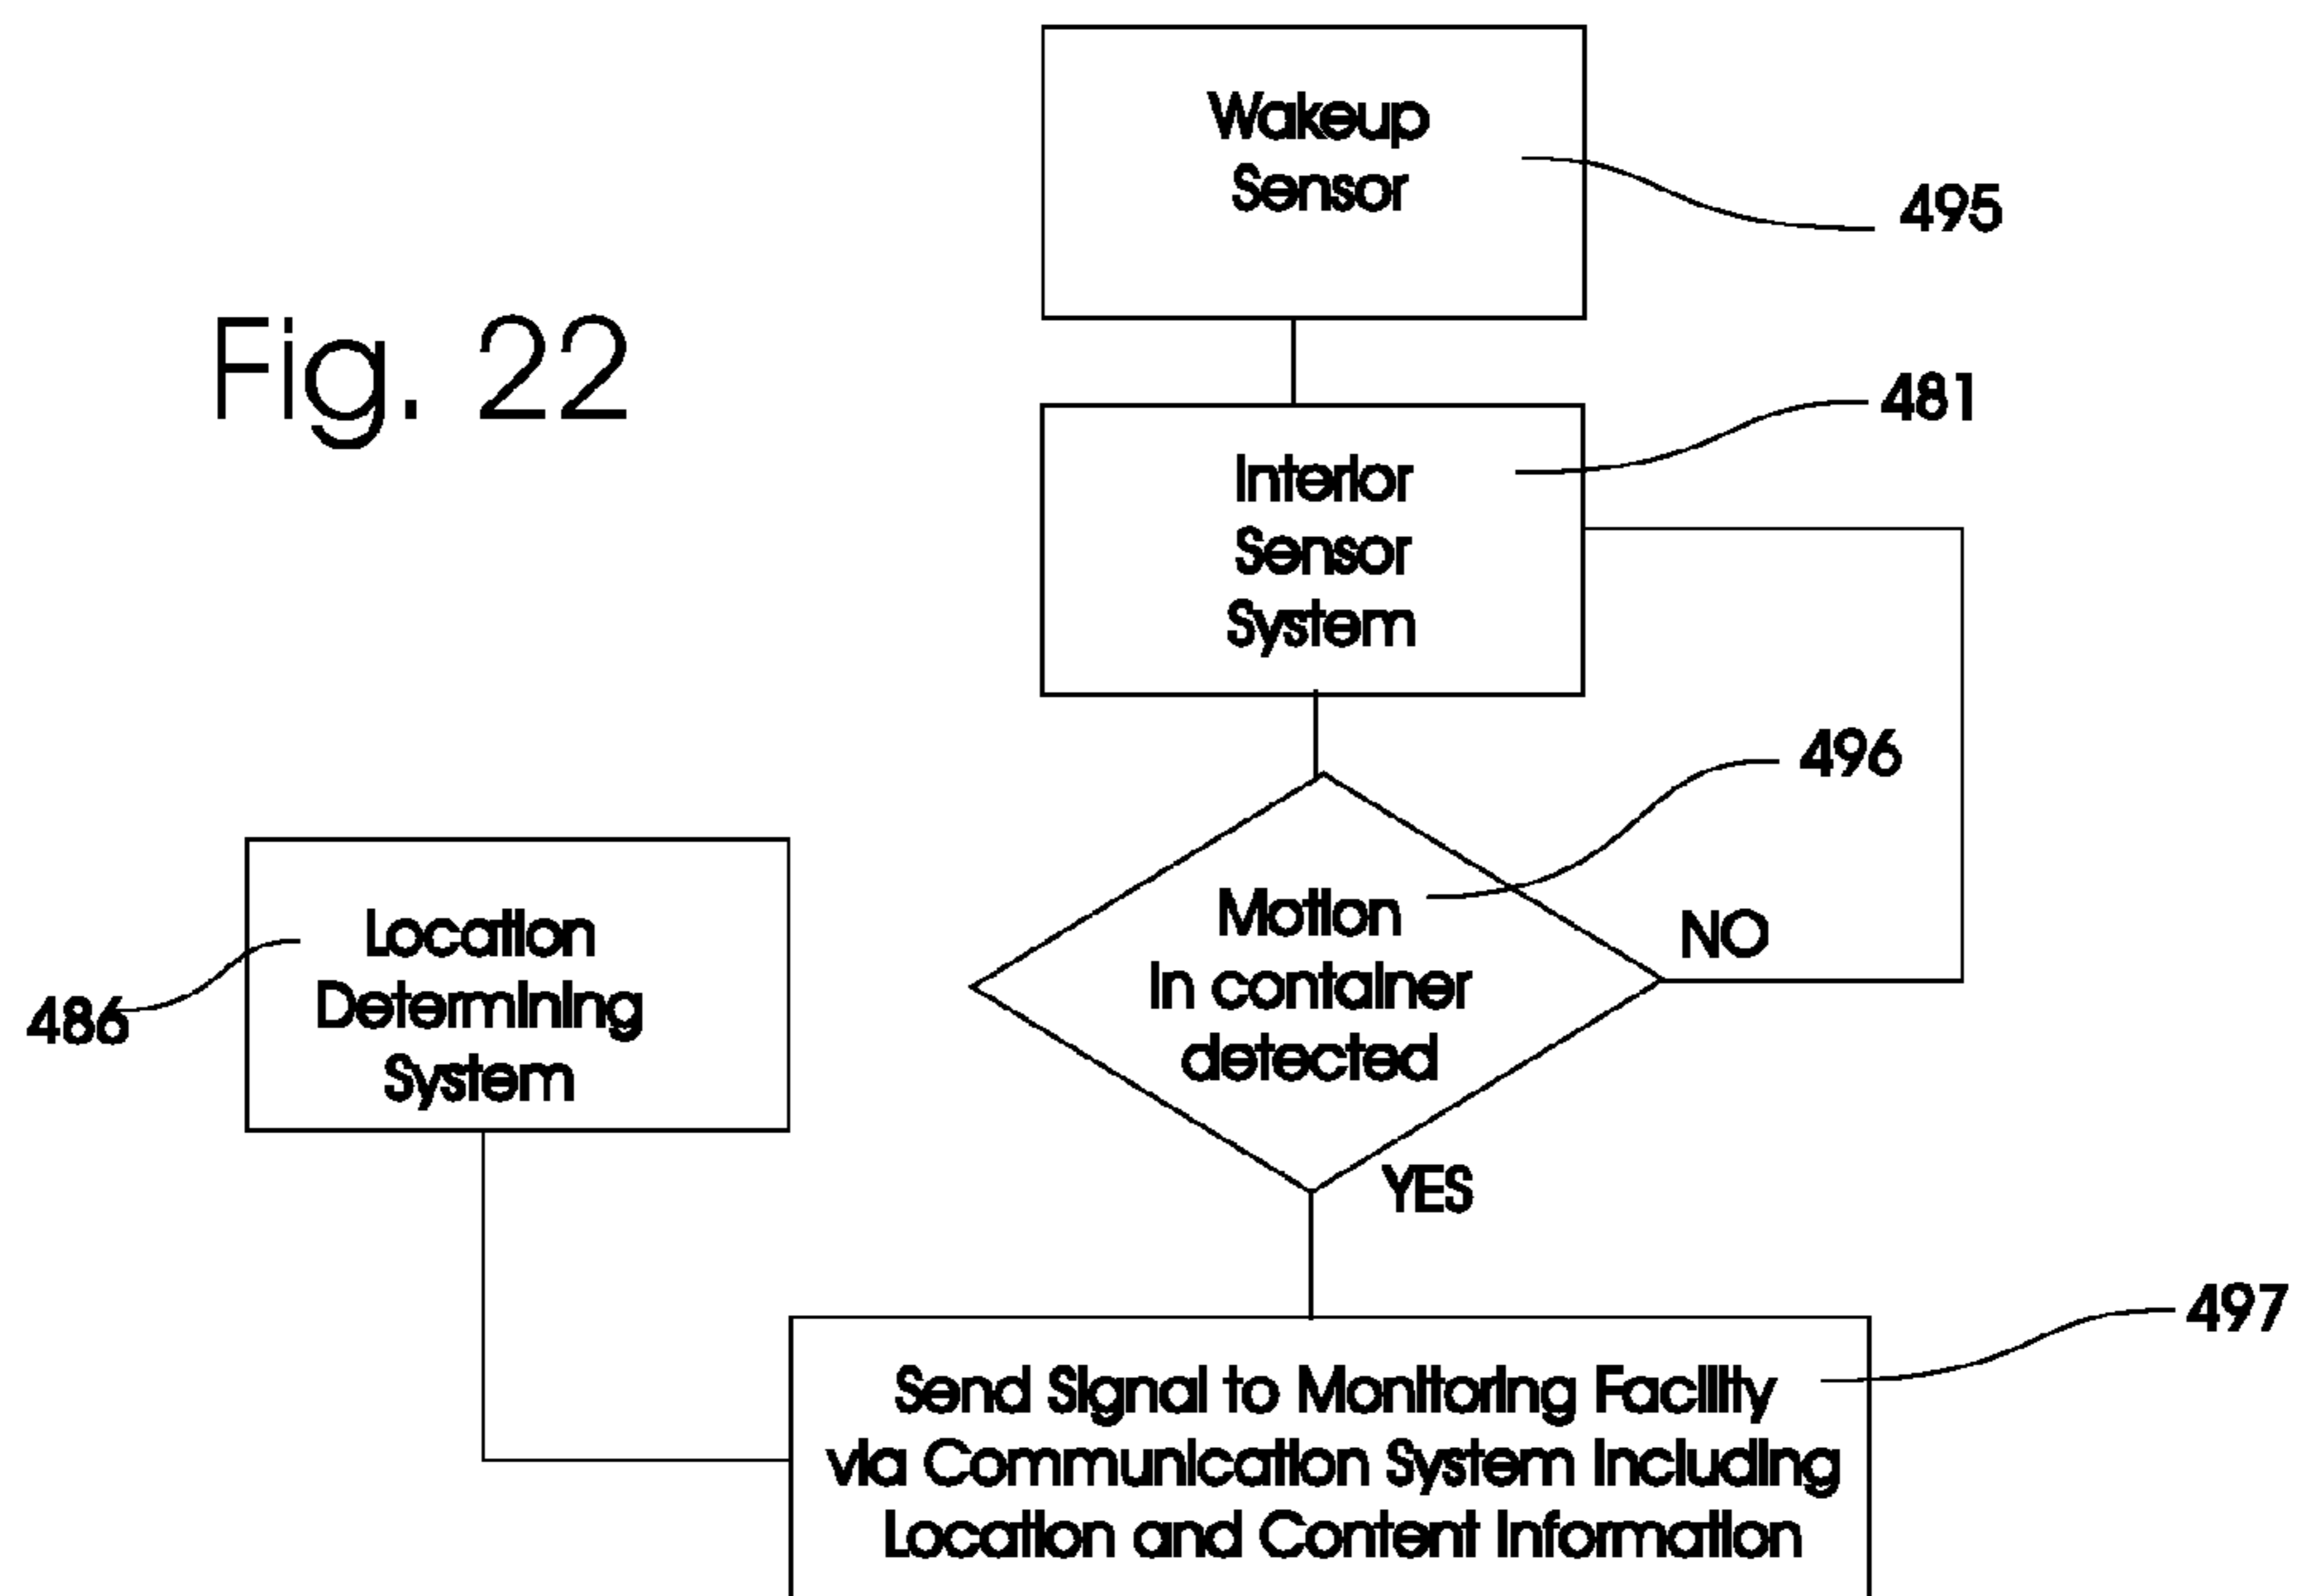 Wakeup
Sensor
495
Fig. 22
481
Interior
Sensor
System
496
Motion
In container
detected
NO
Location
Determining
System
486
YES
497
Send Signal to Monitoring Facility
via Communication System Including
Location and Content Information